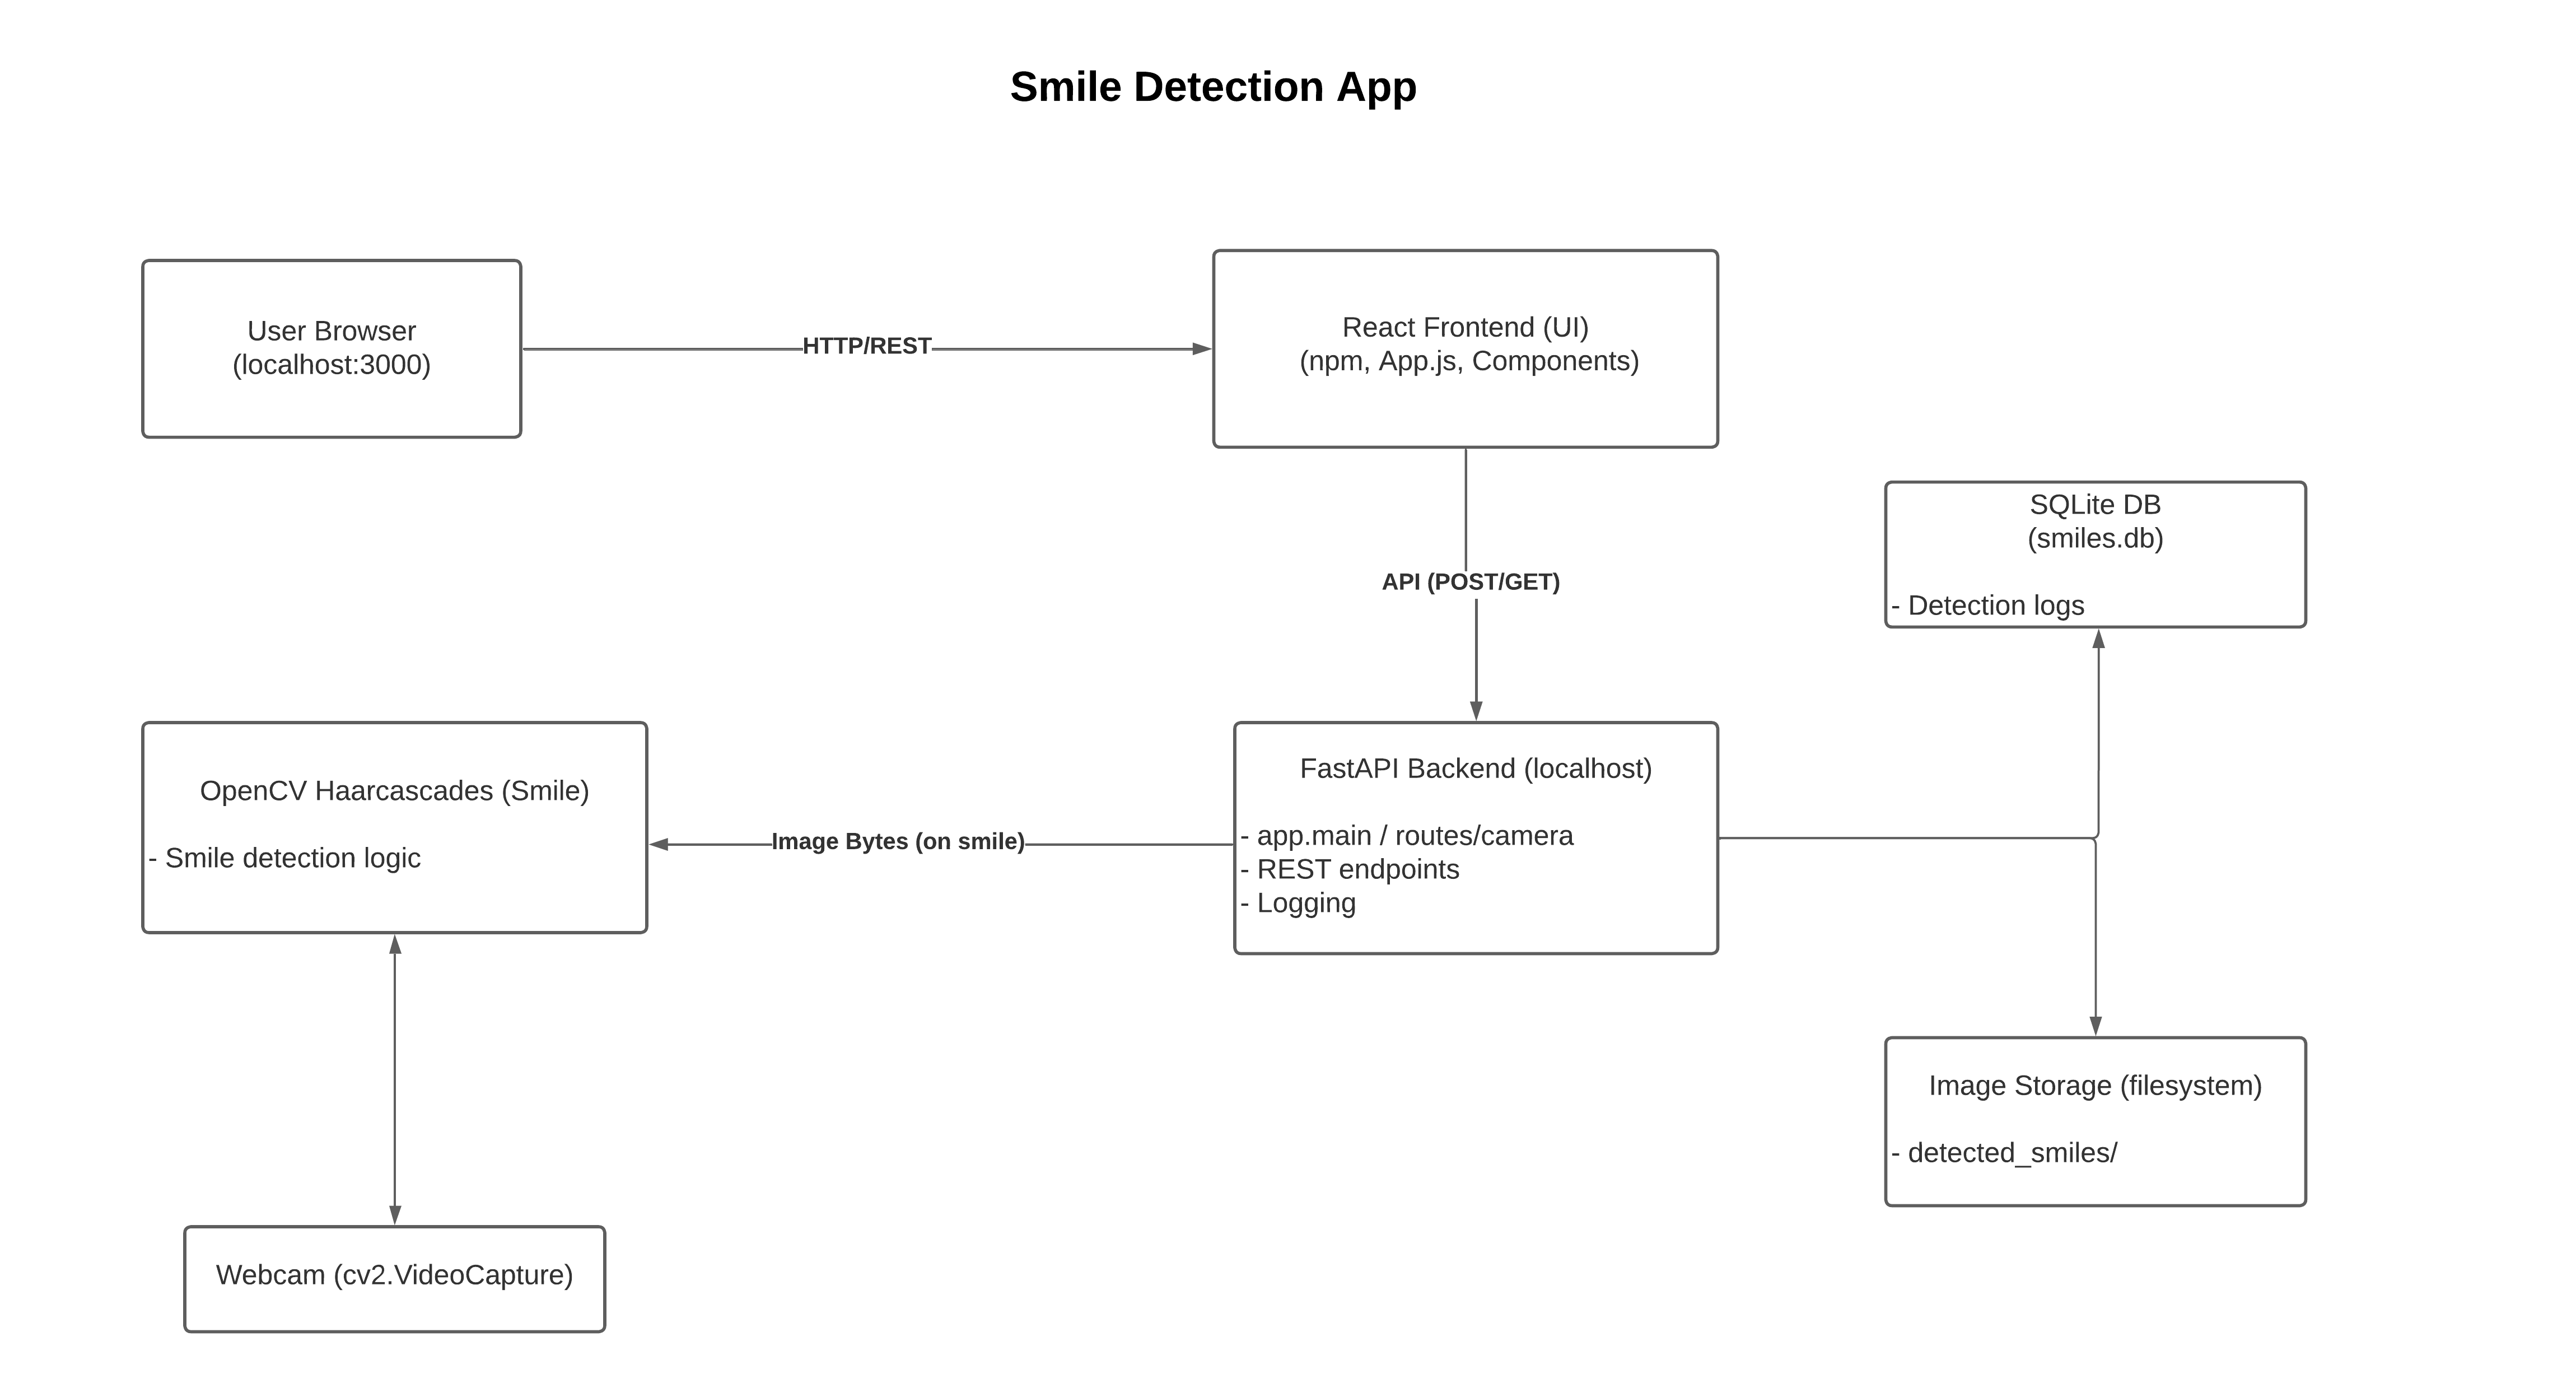 Smile Detection App
User Browser
(localhost:3000)
HTTP/REST
React Frontend (UI)
(npm, App.js, Components)
API (POST/GET)
SQLite DB
(smiles.db)
- Detection logs
OpenCV Haarcascades (Smile)
- Smile detection logic
Image Bytes (on smile)
FastAPI Backend (localhost)
- app.main / routes/camera
- REST endpoints
- Logging
Image Storage (filesystem)
- detected_smiles/
Webcam (cv2.VideoCapture)